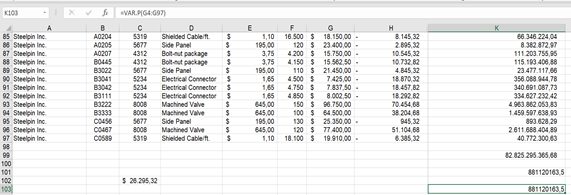 K103 =VAR.P(G4:G97)
A B C D E F G H K
85 Steelpin Inc. A0204 5319 Shielded Cable/ft. $ 1,10 16.500 $ 18.150,00 - 8.145,32 66.346.224,04
86 Steelpin Inc. A0205 5677 Side Panel $ 195,00 120 $ 23.400,00 - 2.895,32 8.382.872,97
87 Steelpin Inc. A0207 4312 Bolt-nut package $ 3,75 4.200 $ 15.750,00 - 10.545,32 111.203.755,95
88 Steelpin Inc. B0445 4312 Bolt-nut package $ 3,75 4.150 $ 15.562,50 - 10.732,82 115.193.406,88
89 Steelpin Inc. B3022 5677 Side Panel $ 195,00 110 $ 21.450,00 - 4.845,32 23.477.117,66
90 Steelpin Inc. B3041 5234 Electrical Connector $ 1,65 4.500 $ 7.425,00 - 18.870,32 356.088.944,78
91 Steelpin Inc. B3042 5234 Electrical Connector $ 1,65 4.750 $ 7.837,50 - 18.457,82 340.691.087,73
92 Steelpin Inc. B3111 5234 Electrical Connector $ 1,65 4.850 $ 8.002,50 - 18.292,82 334.627.232,42
93 Steelpin Inc. B3222 8008 Machined Valve $ 645,00 150 $ 96.750,00 70.454,68 4.963.862.053,83
94 Steelpin Inc. B3333 8008 Machined Valve $ 645,00 100 $ 64.500,00 38.204,68 1.459.597.638,93
95 Steelpin Inc. C0456 5677 Side Panel $ 195,00 130 $ 25.350,00 - 945,32 893.628,29
96 Steelpin Inc. C0467 8008 Machined Valve $ 645,00 120 $ 77.400,00 51.104,68 2.611.688.404,89
97 Steelpin Inc. C0589 5319 Shielded Cable/ft. $ 1,10 18.100 $ 19.910,00 - 6.385,32 40.772.300,63
98
99 82.825.295.365,68
100
101 881120163,5
102 $ 26.295,32
103 881120163,5